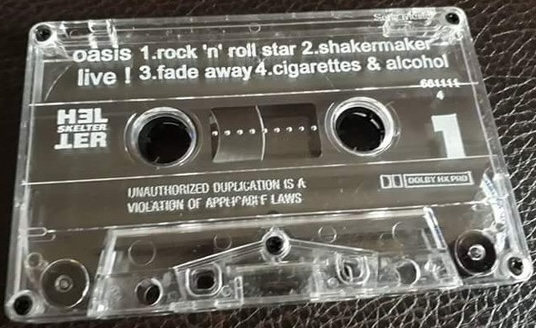 oasis 1.rock 'n' roll star 2.shakermaker
live ! 3.fade away 4.cigarettes & alcohol
661111
4
HEL
SKELTER
TER
1
UNAUTHORIZED DUPLICATION IS A
VIOLATION OF APPLICABLE LAWS
DOLBY HX PRO